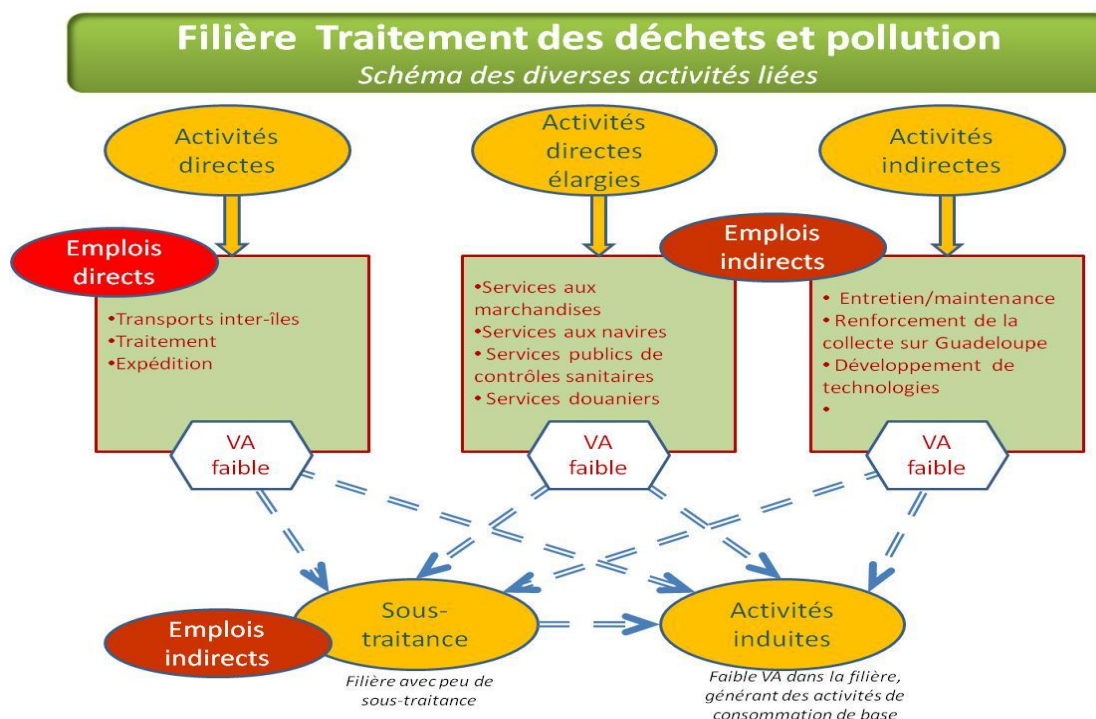 Filière  Traitement des déchets et pollution
Schéma des diverses activités liées
Activités
directes
Activités
directes
élargies
Activités
indirectes
Emplois
directs
Emplois
indirects
•Transports inter-îles
•Traitement
•Expédition
•Services aux
marchandises
•Services aux navires
• Services publics de
contrôles sanitaires
• Services douaniers
• Entretien/maintenance
• Renforcement de la
collecte sur Guadeloupe
• Développement de
technologies
•
VA
faible
VA
faible
VA
faible
Sous-
traitance
Activités
induites
Emplois
indirects
Filière avec peu de
sous-traitance
Faible VA dans la filière,
générant des activités de
consommation de base